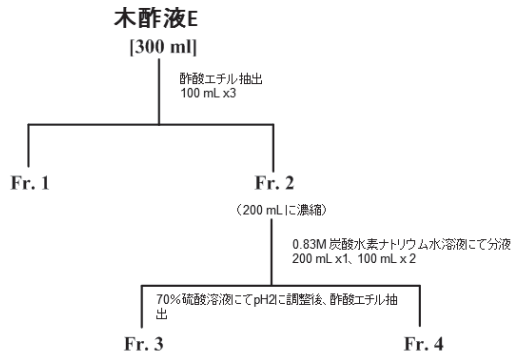 木酢液E
[300 ml]
酢酸エチル抽出
100 mL x3
Fr. 1
Fr. 2
（200 mLに濃縮）
0.83M 炭酸水素ナトリウム水溶液にて分液
200 mL x1、100 mL x 2
70%硫酸溶液にてpH2に調整後、酢酸エチル抽
出
Fr. 3
Fr. 4